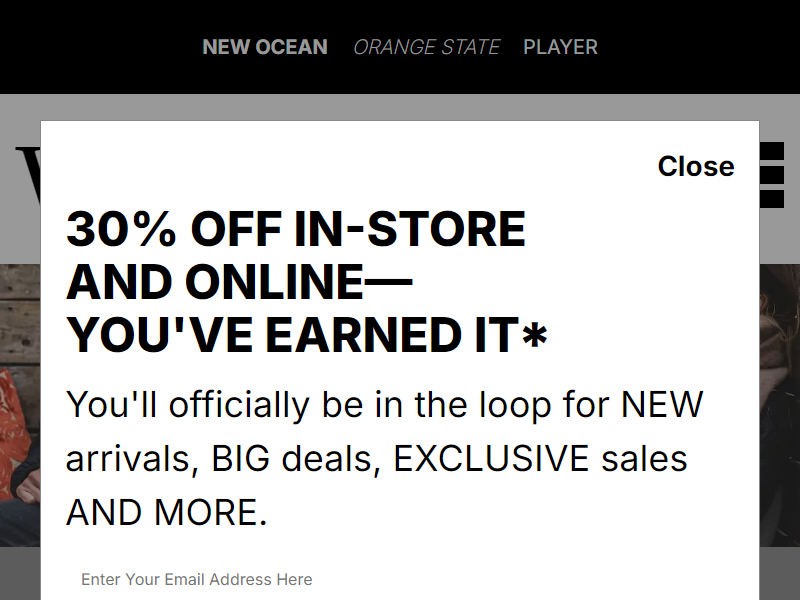 NEW OCEAN ORANGE STATE PLAYER
Close
30% OFF IN-STORE
AND ONLINE—
YOU'VE EARNED IT*
You'll officially be in the loop for NEW
arrivals, BIG deals, EXCLUSIVE sales
AND MORE.
Enter Your Email Address Here